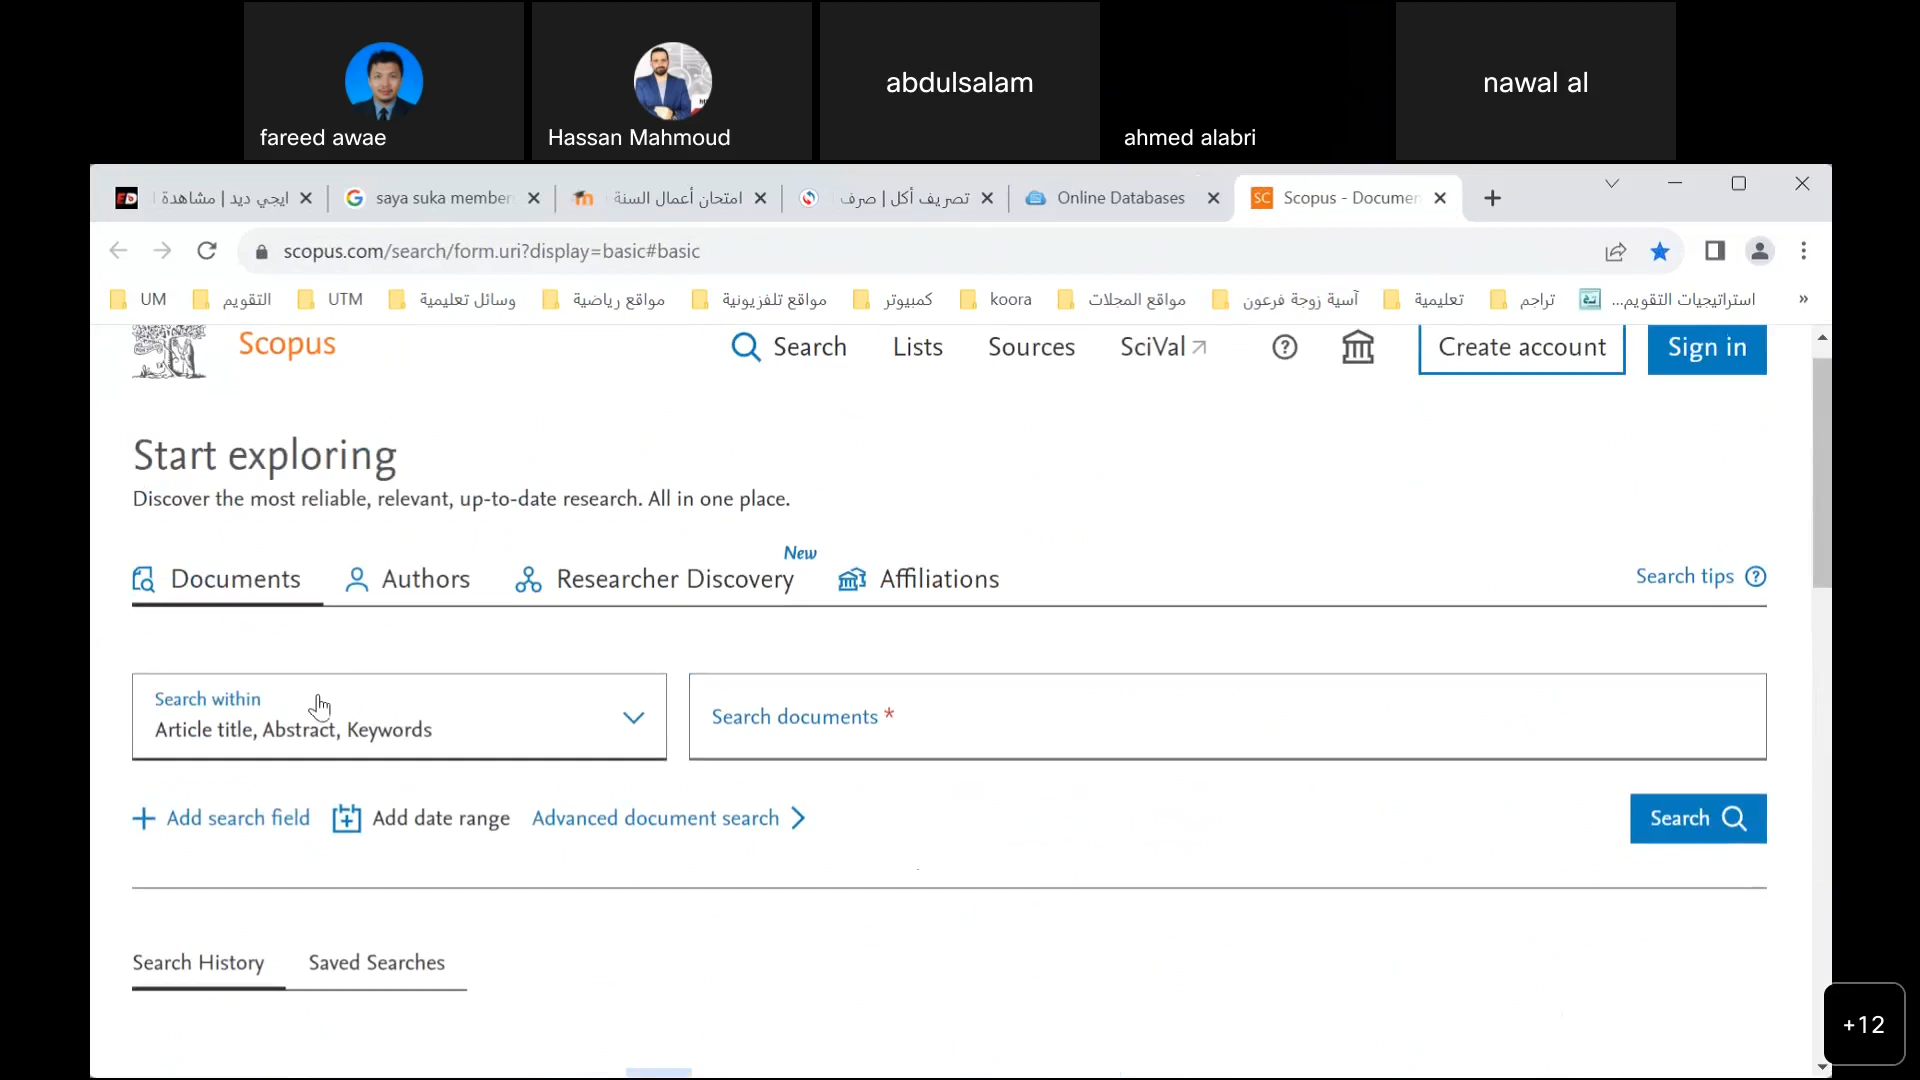 abdulsalam
nawal al
fareed awae
Hassan Mahmoud
ahmed alabri
ايجي ديد | مشاهدة
saya suka member
امتحان أعمال السنة
تصريف أكل | صرف
Online Databases
SC
Scopus - Documen
scopus.com/search/form.uri?display=basic#basic
UM
التقويم
UTM
وسائل تعليمية
مواقع رياضية
مواقع تلفزيونية
كمبيوتر
koora
مواقع المجلات
آسية زوجة فرعون
تعليمية
تراجم
استراتيجيات التقويم...
»
Scopus
Search
Lists
Sources
SciVal
Create account
Sign in
Start exploring
Discover the most reliable, relevant, up-to-date research. All in one place.
New
Documents
Authors
Researcher Discovery
Affiliations
Search tips
Search within
Article title, Abstract, Keywords
Search documents *
Add search field
Add date range
Advanced document search
Search
Search History
Saved Searches
+12